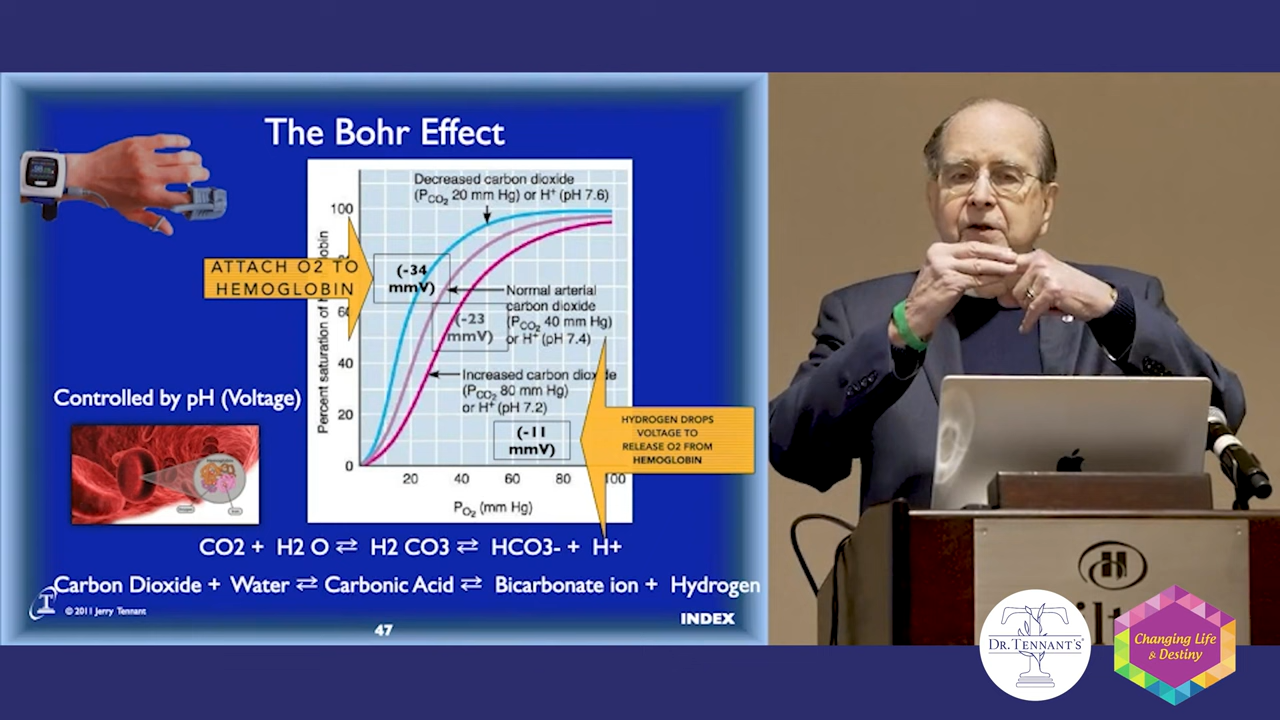 The Bohr Effect
Decreased carbon dioxide
(PCO2 20 mm Hg) or H+ (pH 7.6)
100
ATTACH O2 TO
HEMOGLOBIN
(-34
mmV)
Normal arterial
carbon dioxide
(PCO2 40 mm Hg)
or H+ (pH 7.4)
(-23
mmV)
Percent saturation of
40
20
0
Increased carbon dioxide
(PCO2 80 mm Hg)
or H+ (pH 7.2)
(-11
mmV)
HYDROGEN DROPS
VOLTAGE TO
RELEASE O2 FROM
HEMOGLOBIN
Controlled by pH (Voltage)
20 40 60 80 100
PO2 (mm Hg)
CO2 + H2 O ⇌ H2 CO3 ⇌ HCO3- + H+
Carbon Dioxide + Water ⇌ Carbonic Acid ⇌ Bicarbonate ion + Hydrogen
T
© 2011 Jerry Tennant
47
INDEX
H
DR. TENNANT'S®
Changing Life
& Destiny